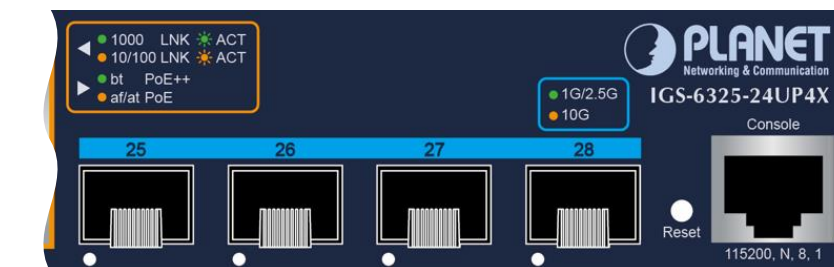 1000 LNK ACT
10/100 LNK ACT
bt PoE++
af/at PoE
PLANET
Networking & Communication
IGS-6325-24UP4X
1G/2.5G
10G
Console
25 26 27 28
Reset
115200, N, 8, 1